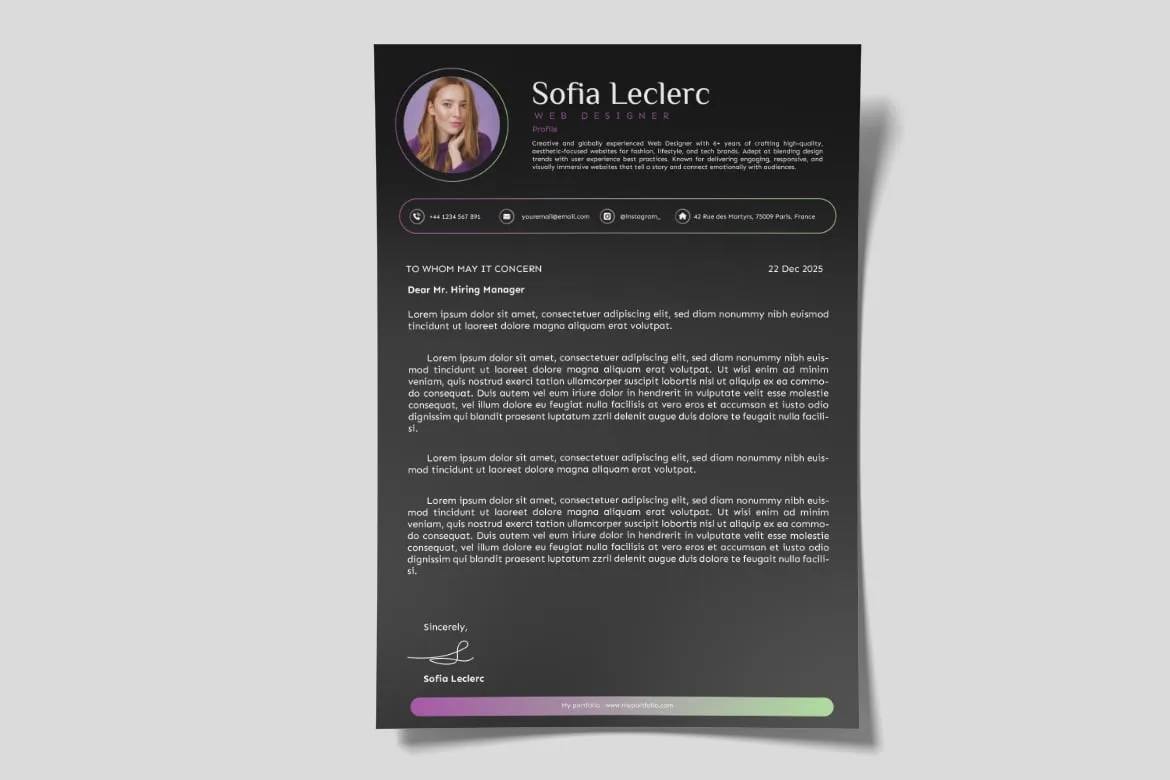 Sofia Leclerc
WEB DESIGNER
Profile
Creative and globally experienced Web Designer with 6+ years of crafting high-quality,
aesthetic-focused websites for fashion, lifestyle, and tech brands. Adept at blending design
trends with user experience best practices. Known for delivering engaging, responsive, and
visually immersive websites that tell a story and connect emotionally with audiences.
+44 1234 567 891 youremail@email.com @instagram_ 42 Rue des Martyrs, 75009 Paris, France
TO WHOM MAY IT CONCERN 22 Dec 2025
Dear Mr. Hiring Manager
Lorem ipsum dolor sit amet, consectetuer adipiscing elit, sed diam nonummy nibh euismod
tincidunt ut laoreet dolore magna aliquam erat volutpat.
Lorem ipsum dolor sit amet, consectetuer adipiscing elit, sed diam nonummy nibh euis-
mod tincidunt ut laoreet dolore magna aliquam erat volutpat. Ut wisi enim ad minim
veniam, quis nostrud exerci tation ullamcorper suscipit lobortis nisl ut aliquip ex ea commo-
do consequat. Duis autem vel eum iriure dolor in hendrerit in vulputate velit esse molestie
consequat, vel illum dolore eu feugiat nulla facilisis at vero eros et accumsan et iusto odio
dignissim qui blandit praesent luptatum zzril delenit augue duis dolore te feugait nulla facili-
si.
Lorem ipsum dolor sit amet, consectetuer adipiscing elit, sed diam nonummy nibh euis-
mod tincidunt ut laoreet dolore magna aliquam erat volutpat.
Lorem ipsum dolor sit amet, consectetuer adipiscing elit, sed diam nonummy nibh euis-
mod tincidunt ut laoreet dolore magna aliquam erat volutpat. Ut wisi enim ad minim
veniam, quis nostrud exerci tation ullamcorper suscipit lobortis nisl ut aliquip ex ea commo-
do consequat. Duis autem vel eum iriure dolor in hendrerit in vulputate velit esse molestie
consequat, vel illum dolore eu feugiat nulla facilisis at vero eros et accumsan et iusto odio
dignissim qui blandit praesent luptatum zzril delenit augue duis dolore te feugait nulla facili-
si.
Sincerely,
Sofia Leclerc
My portfolio